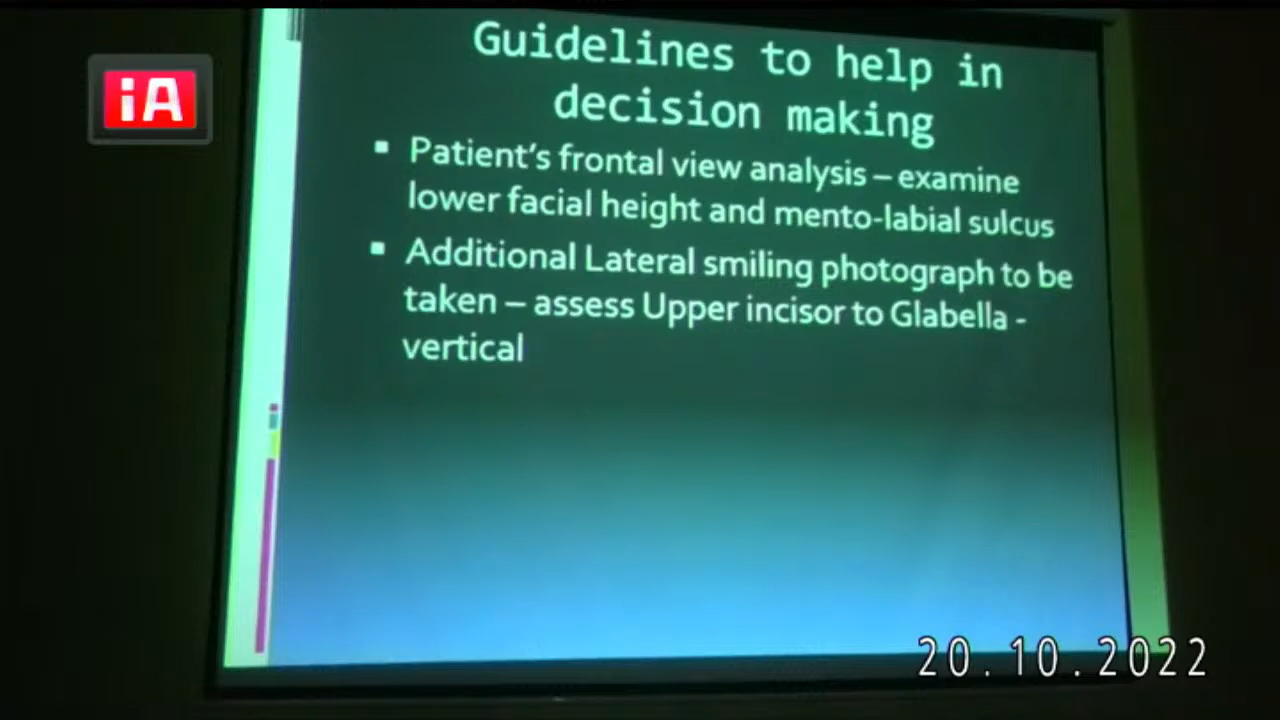 iA
Guidelines to help in
decision making
▪ Patient's frontal view analysis – examine
lower facial height and mento-labial sulcus
▪ Additional Lateral smiling photograph to be
taken – assess Upper incisor to Glabella -
vertical
20.10.2022